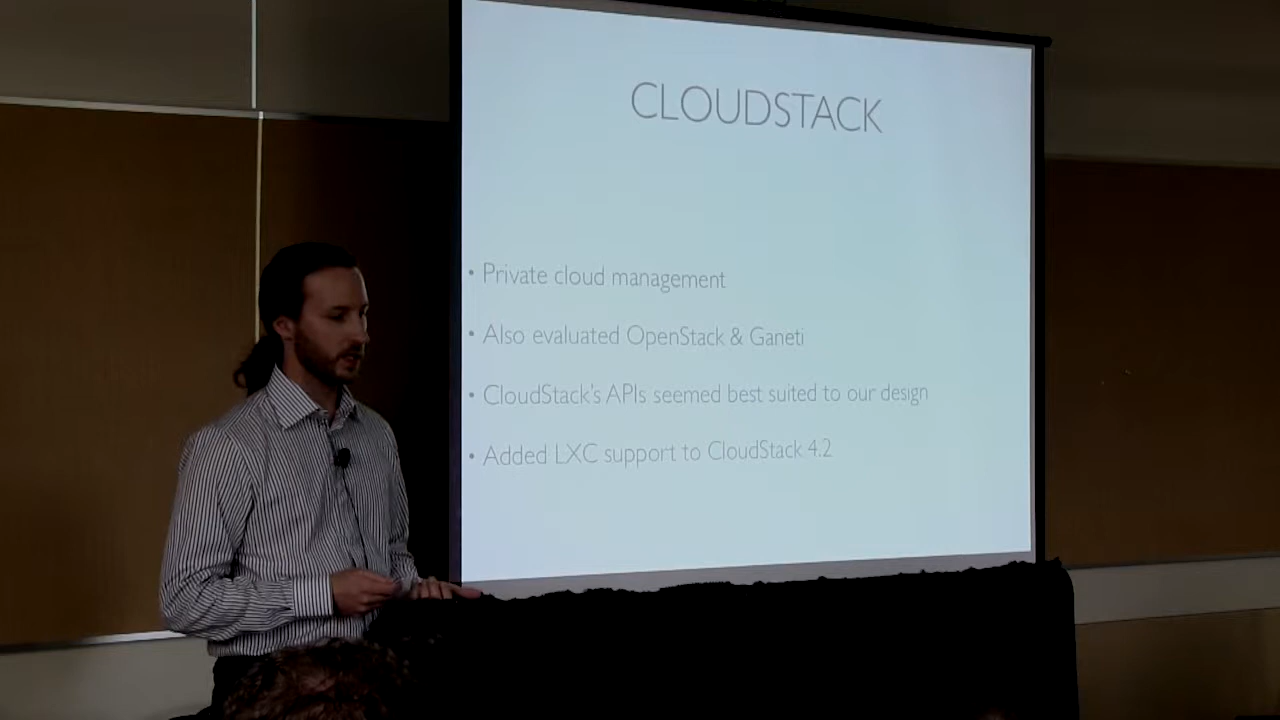 CLOUDSTACK
• Private cloud management
• Also evaluated OpenStack & Ganeti
• CloudStack's APIs seemed best suited to our design
• Added LXC support to CloudStack 4.2